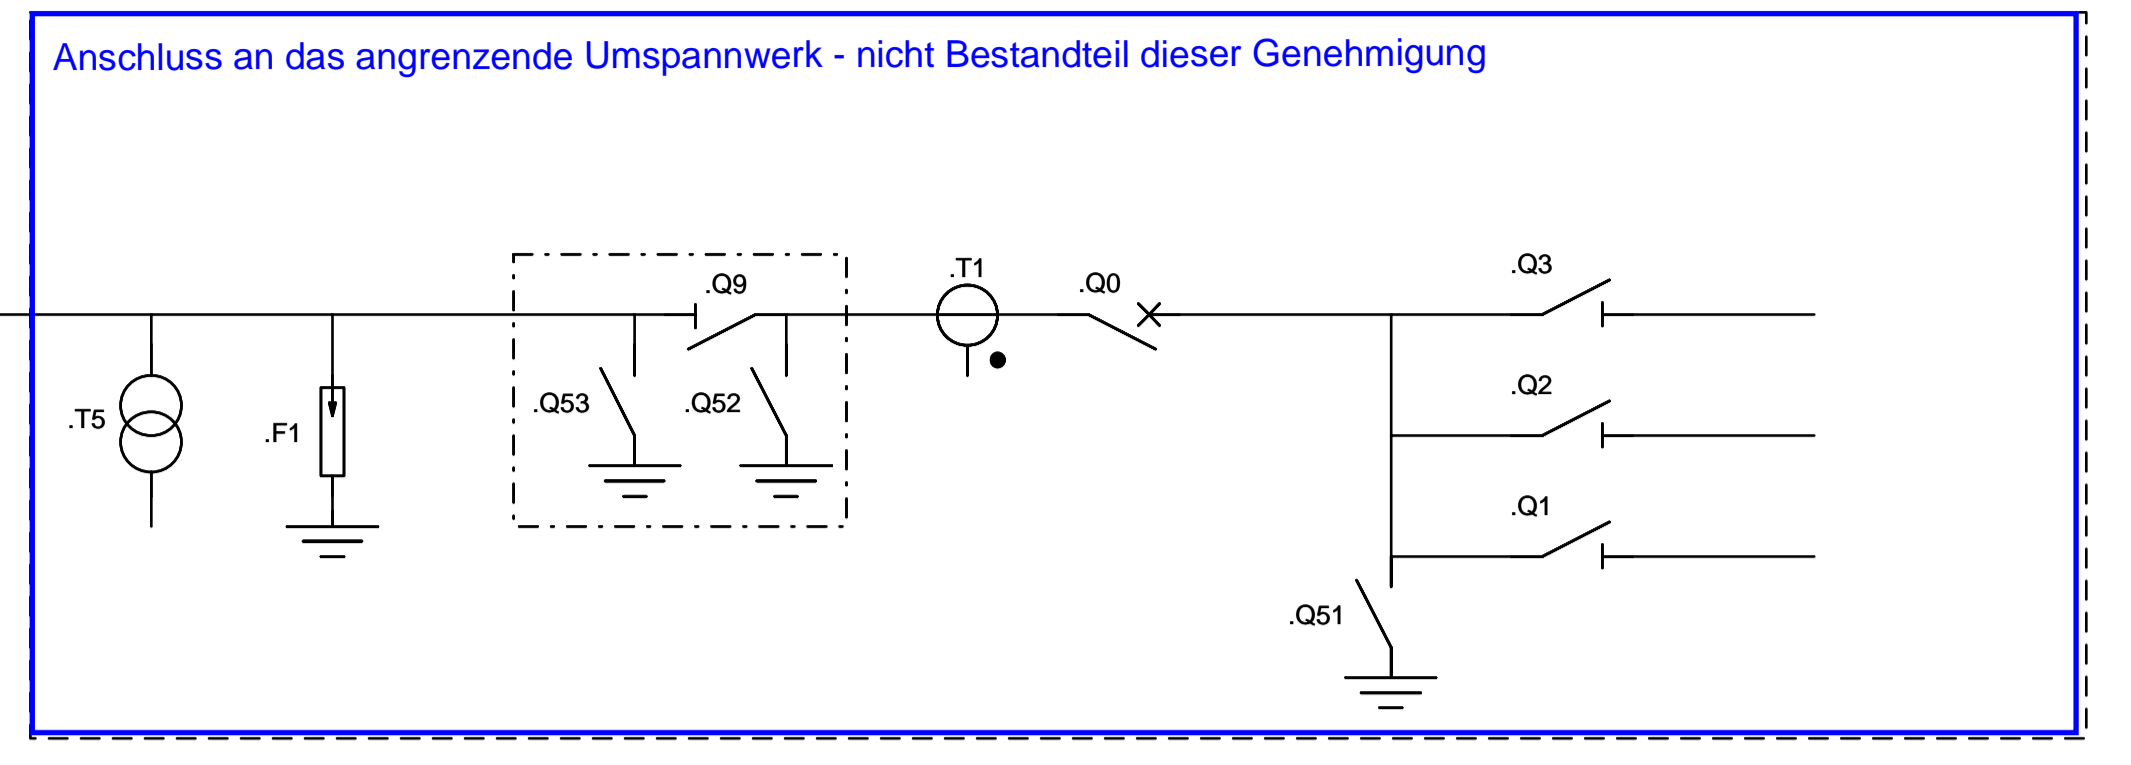 Anschluss an das angrenzende Umspannwerk - nicht Bestandteil dieser Genehmigung
.T1
.Q3
.Q9
.Q0
.Q2
.Q53
.Q52
.T5
.F1
.Q1
.Q51